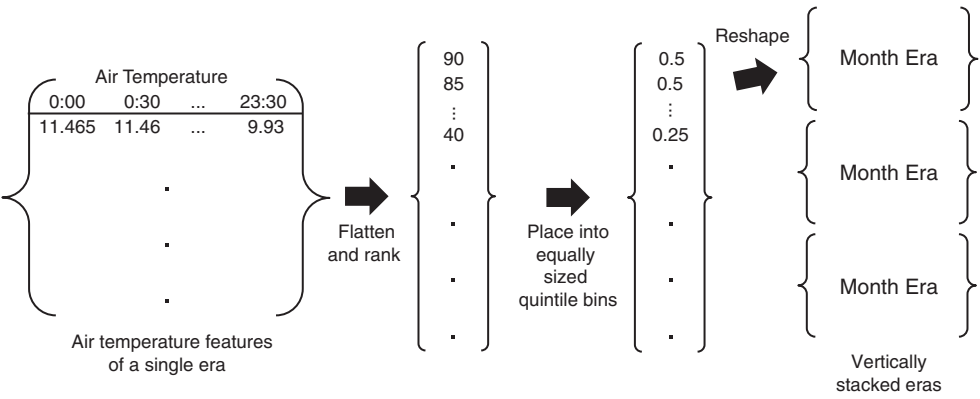 Air Temperature
0:00 0:30 ... 23:30
11.465 11.46 ... 9.93
Air temperature features
of a single era
Flatten
and rank
90
85
⋮
40
Place into
equally
sized
quintile bins
0.5
0.5
⋮
0.25
Reshape
Month Era
Month Era
Month Era
Vertically
stacked eras